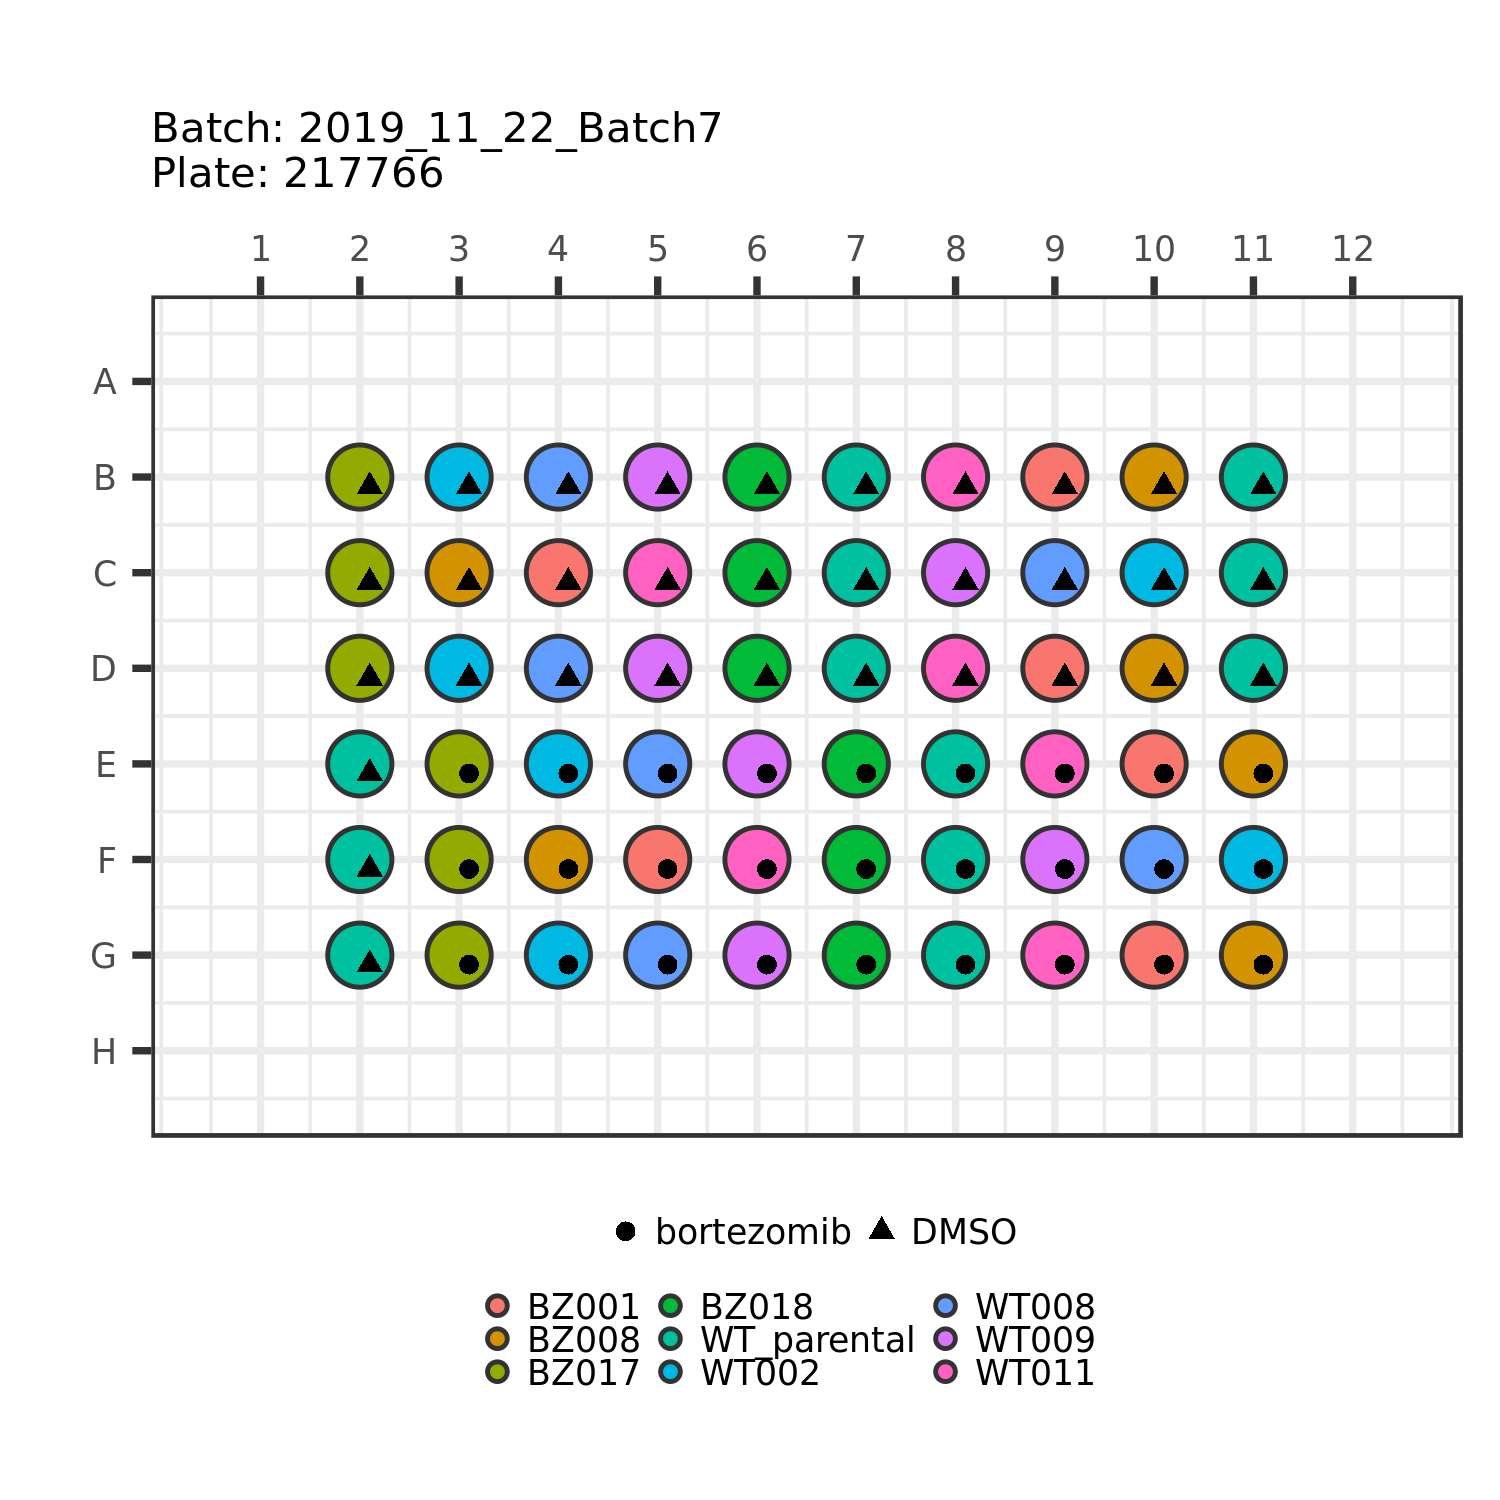 Batch: 2019_11_22_Batch7
Plate: 217766
1 2 3 4 5 6 7 8 9 10 11 12
A
B
C
D
E
F
G
H
bortezomib DMSO
BZ001 BZ018 WT008
BZ008 WT_parental WT009
BZ017 WT002 WT011